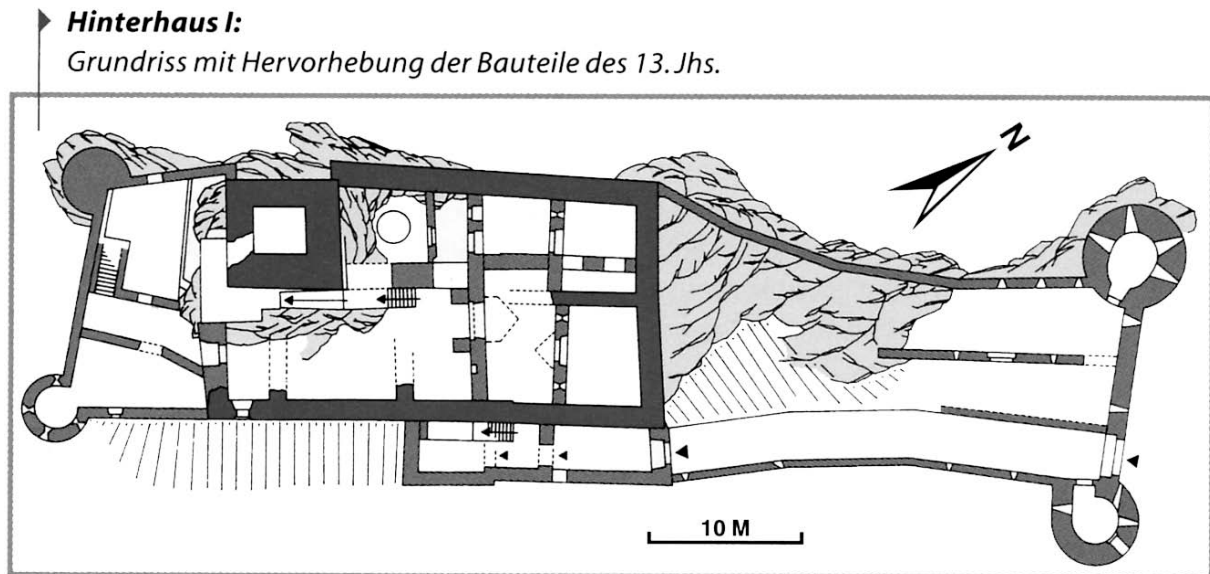 Hinterhaus I:
Grundriss mit Hervorhebung der Bauteile des 13. Jhs.
N
10 M